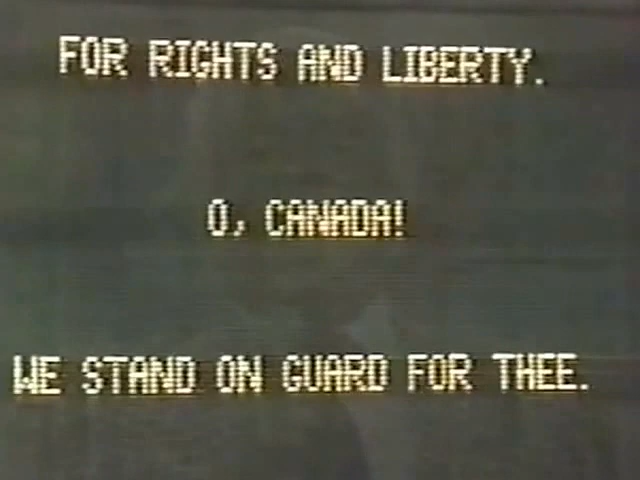 FOR RIGHTS AND LIBERTY.
O, CANADA!
WE STAND ON GUARD FOR THEE.